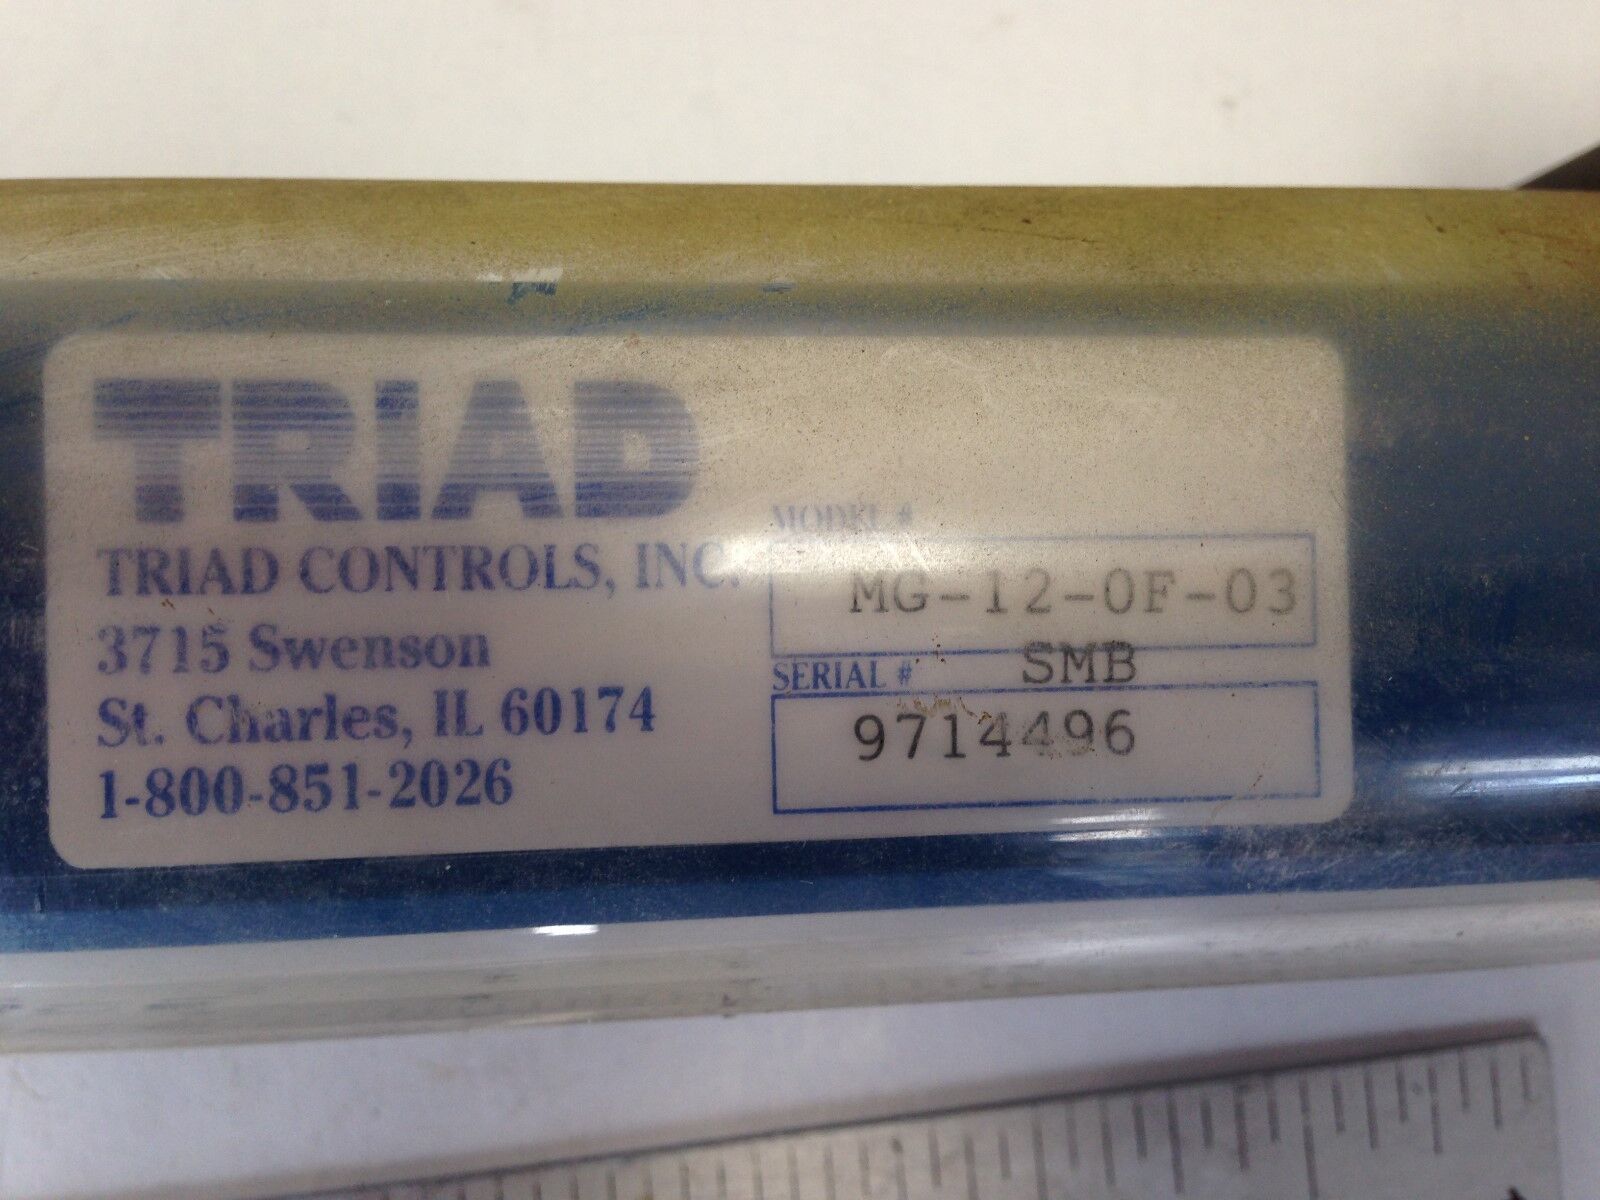 TRIAD
TRIAD CONTROLS, INC.
3715 Swenson
St. Charles, IL 60174
1-800-851-2026
MODEL #
MG-12-0F-03
SMB
SERIAL #
9714496